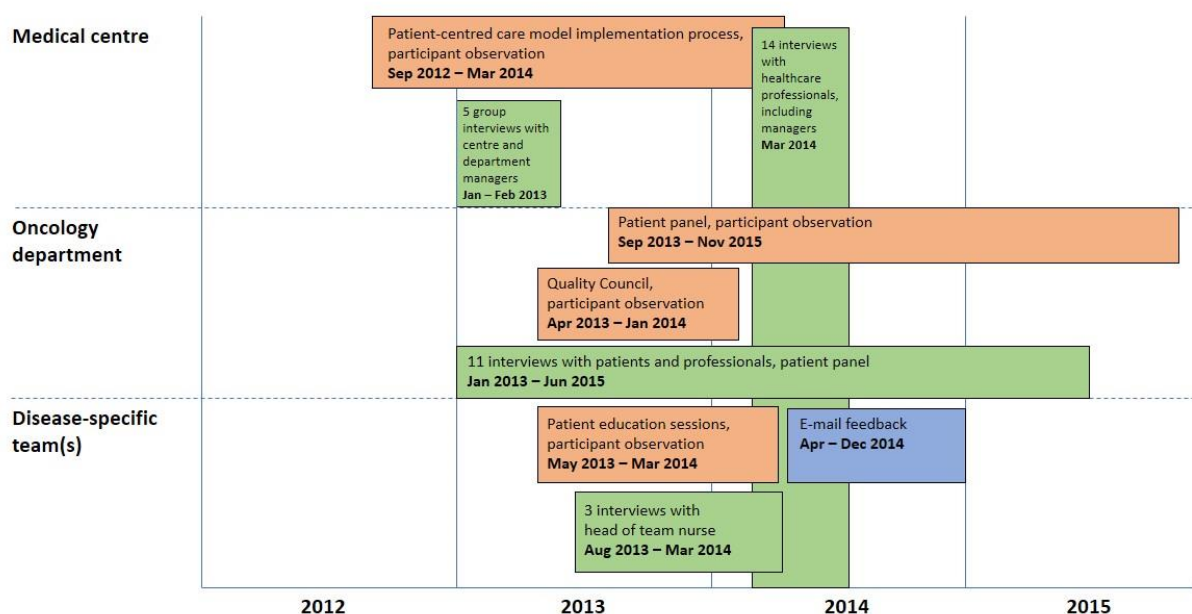 Medical centre
Patient-centred care model implementation process,
participant observation
Sep 2012 – Mar 2014
14 interviews
with
healthcare
professionals,
including
managers
Mar 2014
5 group
interviews with
centre and
department
managers
Jan – Feb 2013
Oncology
department
Patient panel, participant observation
Sep 2013 – Nov 2015
Quality Council,
participant observation
Apr 2013 – Jan 2014
11 interviews with patients and professionals, patient panel
Jan 2013 – Jun 2015
Disease-specific
team(s)
Patient education sessions,
participant observation
May 2013 – Mar 2014
E-mail feedback
Apr – Dec 2014
3 interviews with
head of team nurse
Aug 2013 – Mar 2014
2012
2013
2014
2015